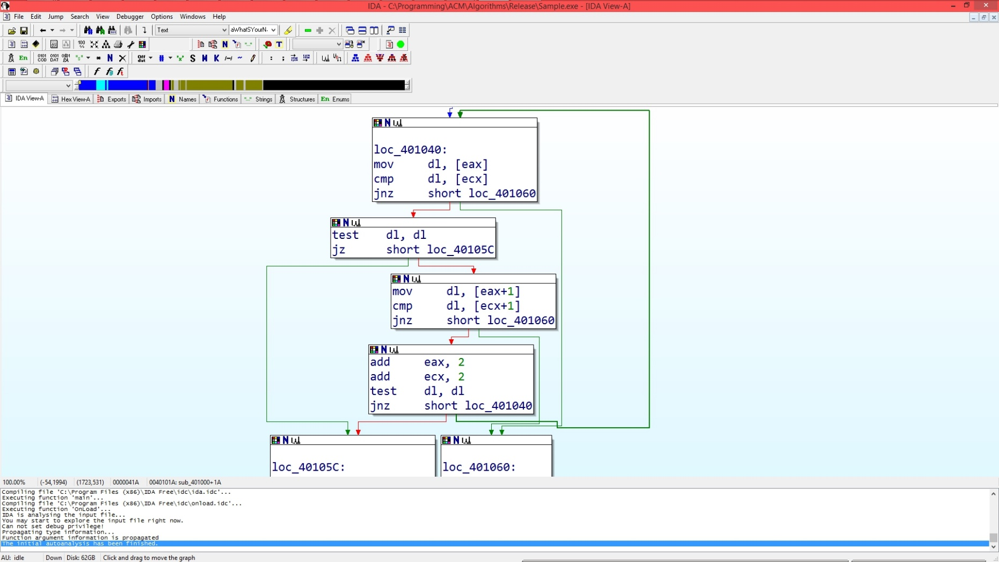 IDA - C:\Programming\ACM\Algorithms\Release\Sample.exe - [IDA View-A]
File Edit Jump Search View Debugger Options Windows Help
Text aWhatSYourN.
IDA View-A Hex View-A Exports Imports N Names Functions Strings Structures En Enums
loc_401040:
mov dl, [eax]
cmp dl, [ecx]
jnz short loc_401060
test dl, dl
jz short loc_40105C
mov dl, [eax+1]
cmp dl, [ecx+1]
jnz short loc_401060
add eax, 2
add ecx, 2
test dl, dl
jnz short loc_401040
loc_40105C:
loc_401060:
100.00% (-54,1994) (1723,531) 0000041A 0040101A: sub_401000+1A
Compiling file 'C:\Program Files (x86)\IDA Free\idc\ida.idc'...
Executing function 'main'...
Compiling file 'C:\Program Files (x86)\IDA Free\idc\onload.idc'...
Executing function 'OnLoad'...
IDA is analysing the input file...
You may start to explore the input file right now.
Can not set debug privilege!
Propagating type information...
Function argument information is propagated
The initial autoanalysis has been finished.
AU: idle Down Disk: 62GB Click and drag to move the graph